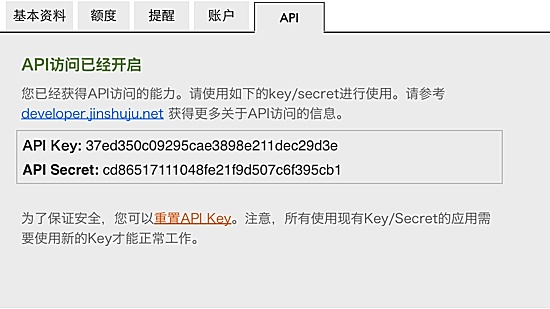 基本资料 额度 提醒 账户 API
API访问已经开启
您已经获得API访问的能力。请使用如下的key/secret进行使用。请参考
developer.jinshuju.net 获得更多关于API访问的信息。
API Key: 37ed350c09295cae3898e211dec29d3e
API Secret: cd86517111048fe21f9d507c6f395cb1
为了保证安全，您可以重置API Key。注意，所有使用现有Key/Secret的应用需
要使用新的Key才能正常工作。